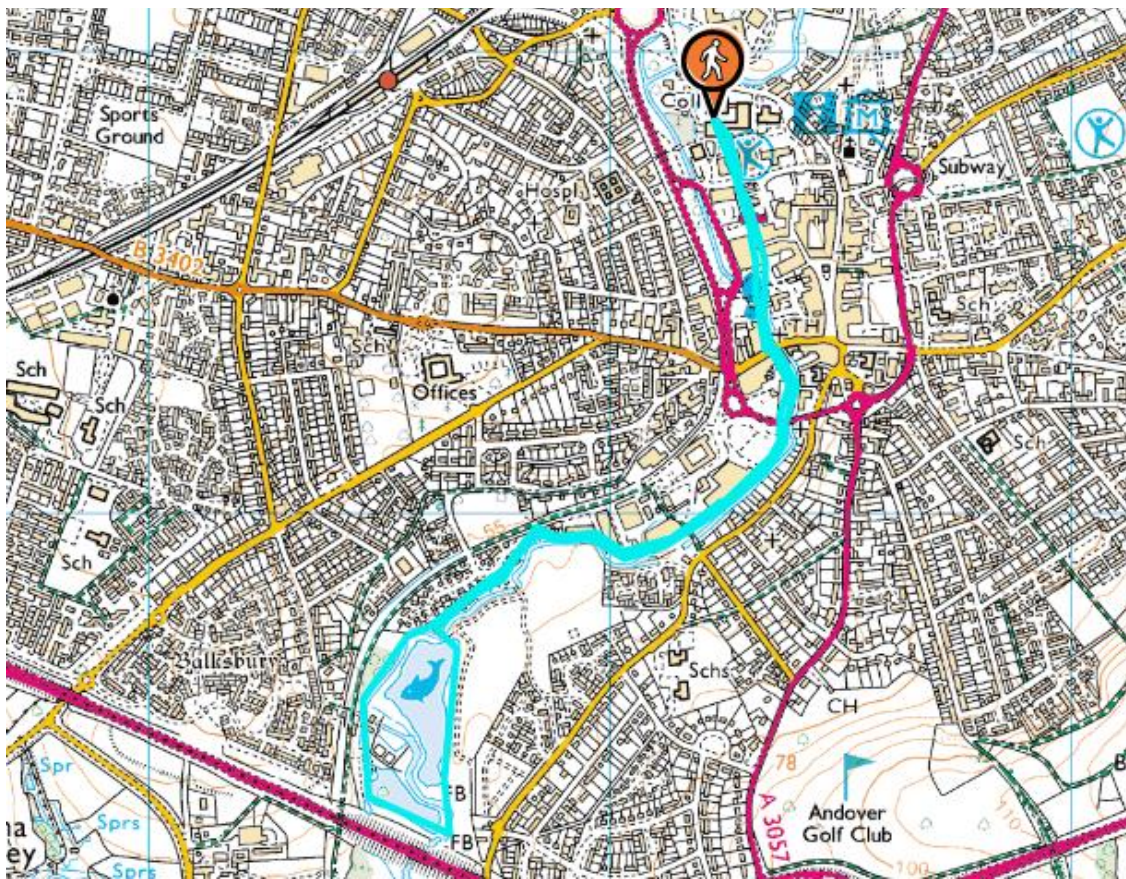 Coll
Sports
Ground
M
Subway
Hospl
B 3402
Sch
Sch
TH
Sch
Offices
Sch
Sch
55
Sch
Balksbury
Schs
CH
FB
78
Spr
Andover
Golf Club
Sprs
FB
A 3057
110
Sprs
100